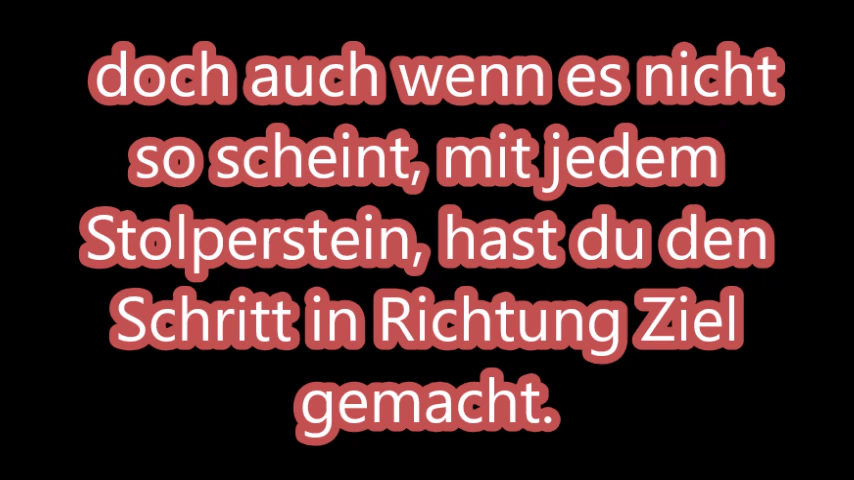 doch auch wenn es nicht
so scheint, mit jedem
Stolperstein, hast du den
Schritt in Richtung Ziel
gemacht.